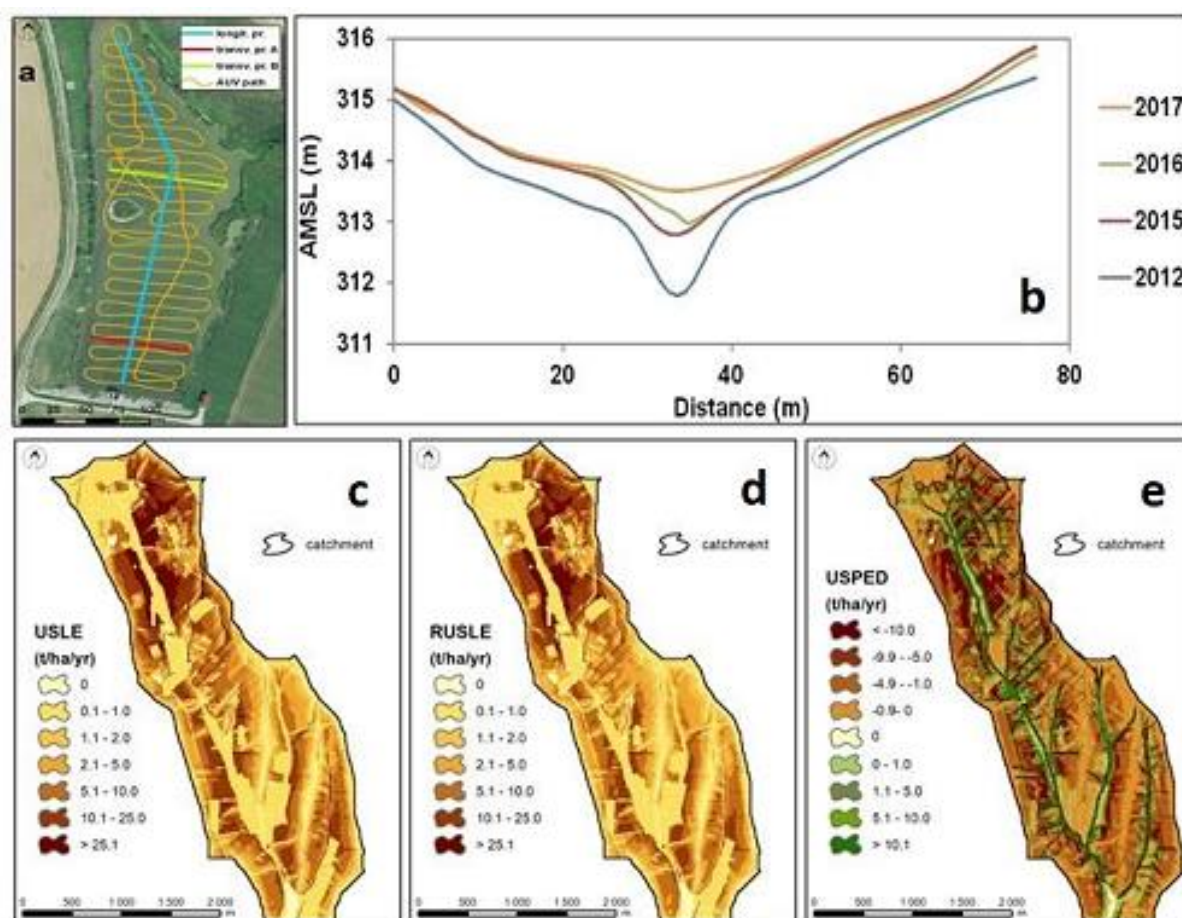 a
longit. pr.
transv. pr. A
transv. pr. B
AUV path
316
315
314
313
312
311
AMSL (m)
0 20 40 60 80
Distance (m)
2017
2016
2015
2012
b
c
catchment
USLE
(t/ha/yr)
0
0.1 - 1.0
1.1 - 2.0
2.1 - 5.0
5.1 - 10.0
10.1 - 25.0
> 25.1
0 500 1 000 1 500 2 000
m
d
catchment
RUSLE
(t/ha/yr)
0
0.1 - 1.0
1.1 - 2.0
2.1 - 5.0
5.1 - 10.0
10.1 - 25.0
> 25.1
0 500 1 000 1 500 2 000
m
e
catchment
USPED
(t/ha/yr)
< -10.0
-9.9 - -5.0
-4.9 - -1.0
-0.9- 0
0
0 - 1.0
1.1 - 5.0
5.1 - 10.0
> 10.1
0 500 1 000 1 500 2 000
m